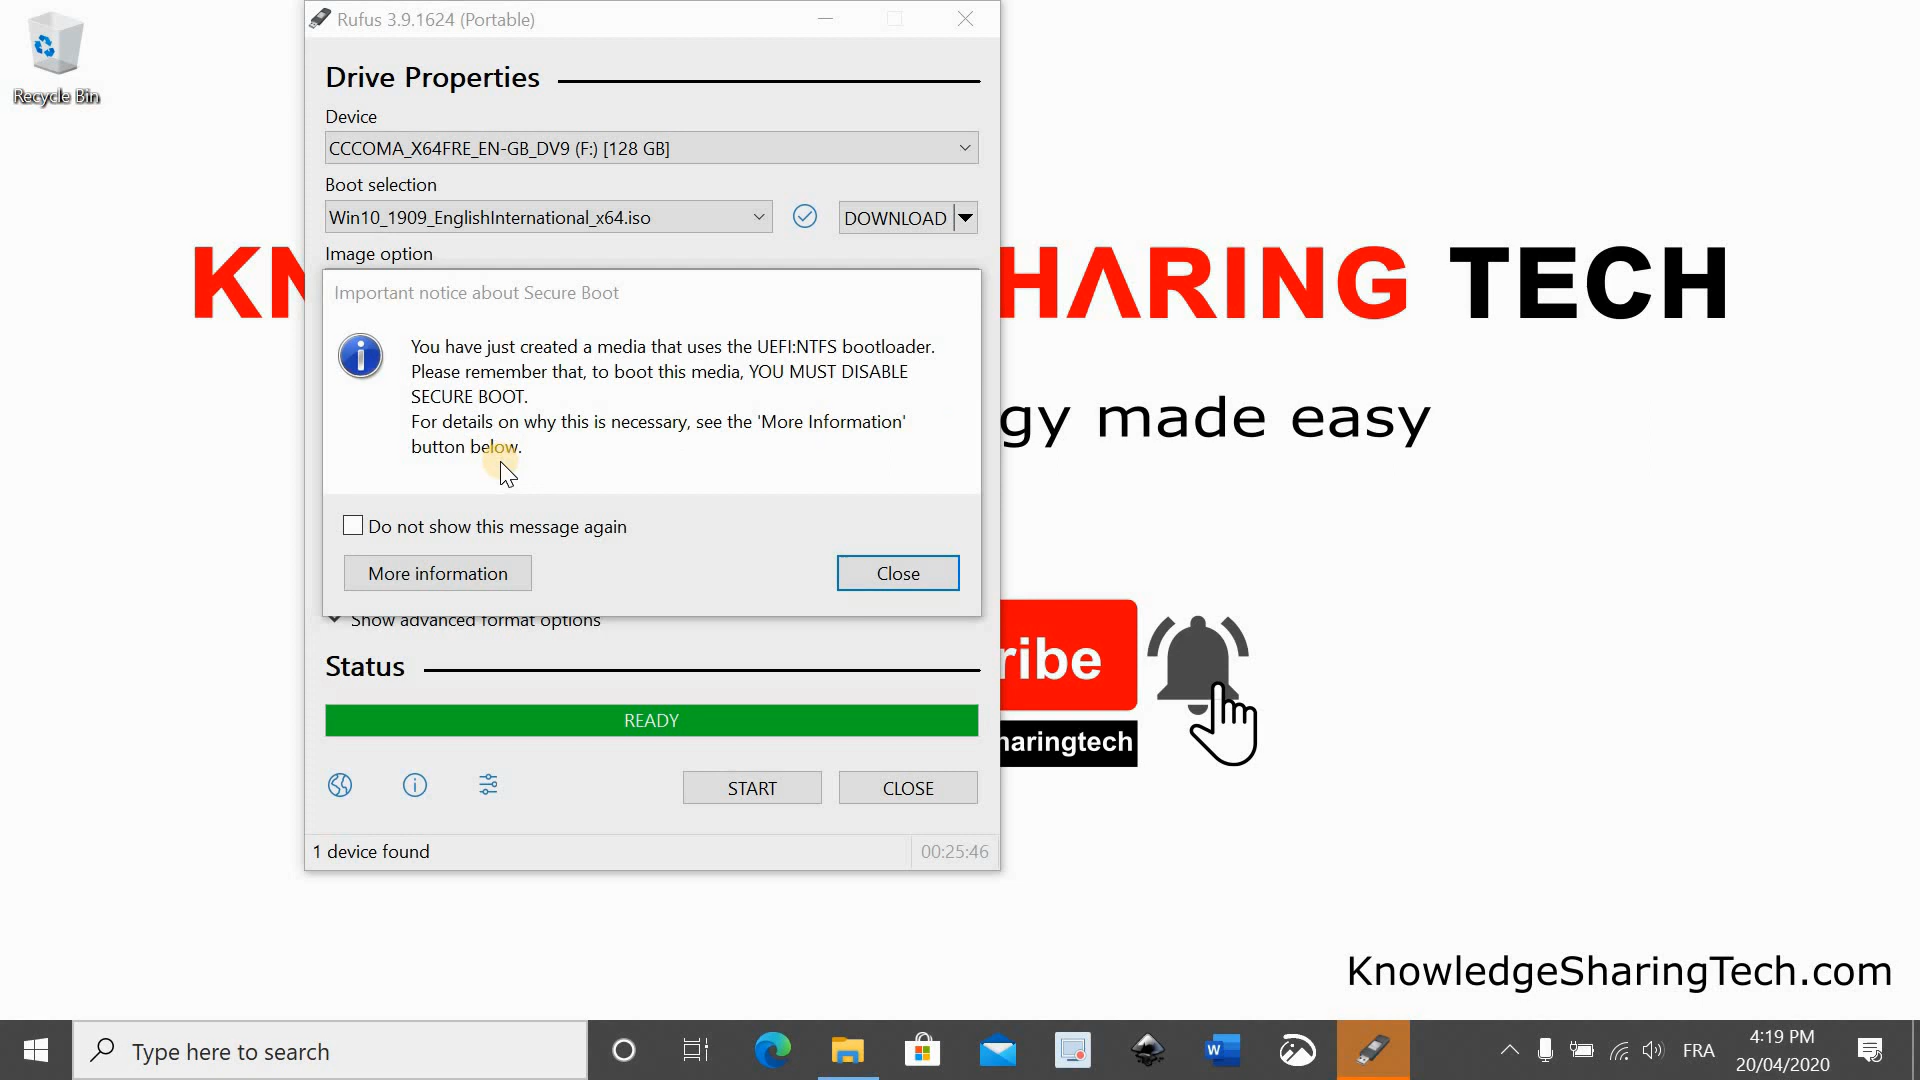 Recycle Bin
Rufus 3.9.1624 (Portable)
Drive Properties
Device
CCCOMA_X64FRE_EN-GB_DV9 (F:) [128 GB]
Boot selection
Win10_1909_EnglishInternational_x64.iso
DOWNLOAD
Image option
Important notice about Secure Boot
You have just created a media that uses the UEFI:NTFS bootloader.
Please remember that, to boot this media, YOU MUST DISABLE
SECURE BOOT.
For details on why this is necessary, see the 'More Information'
button below.
Do not show this message again
More information
Close
Show advanced format options
Status
READY
START
CLOSE
1 device found
00:25:46
KN HARING TECH
gy made easy
ribe
haringtech
KnowledgeSharingTech.com
Type here to search
W
FRA
4:19 PM
20/04/2020